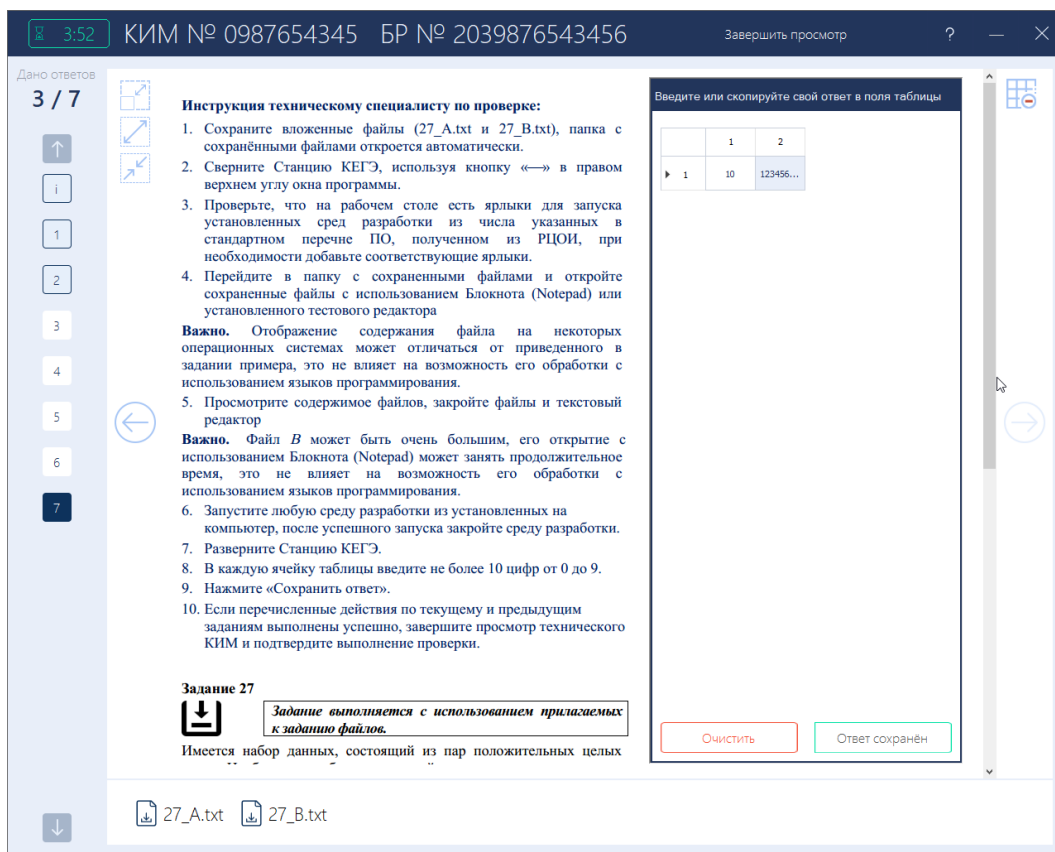 3:52 КИМ № 0987654345 БР № 2039876543456 Завершить просмотр ? — ×
Дано ответов
3 / 7
i
1
2
3
4
5
6
7
Инструкция техническому специалисту по проверке:
1. Сохраните вложенные файлы (27_A.txt и 27_B.txt), папка с
сохранёнными файлами откроется автоматически.
2. Сверните Станцию КЕГЭ, используя кнопку «—» в правом
верхнем углу окна программы.
3. Проверьте, что на рабочем столе есть ярлыки для запуска
установленных сред разработки из числа указанных в
стандартном перечне ПО, полученном из РЦОИ, при
необходимости добавьте соответствующие ярлыки.
4. Перейдите в папку с сохраненными файлами и откройте
сохраненные файлы с использованием Блокнота (Notepad) или
установленного тестового редактора
Важно. Отображение содержания файла на некоторых
операционных системах может отличаться от приведенного в
задании примера, это не влияет на возможность его обработки с
использованием языков программирования.
5. Просмотрите содержимое файлов, закройте файлы и текстовый
редактор
Важно. Файл B может быть очень большим, его открытие с
использованием Блокнота (Notepad) может занять продолжительное
время, это не влияет на возможность его обработки с
использованием языков программирования.
6. Запустите любую среду разработки из установленных на
компьютер, после успешного запуска закройте среду разработки.
7. Разверните Станцию КЕГЭ.
8. В каждую ячейку таблицы введите не более 10 цифр от 0 до 9.
9. Нажмите «Сохранить ответ».
10. Если перечисленные действия по текущему и предыдущим
заданиям выполнены успешно, завершите просмотр технического
КИМ и подтвердите выполнение проверки.
Задание 27
Задание выполняется с использованием прилагаемых
к заданию файлов.
Имеется набор данных, состоящий из пар положительных целых
Введите или скопируйте свой ответ в поля таблицы
1 2
1 10 123456...
Очистить Ответ сохранён
27_A.txt 27_B.txt